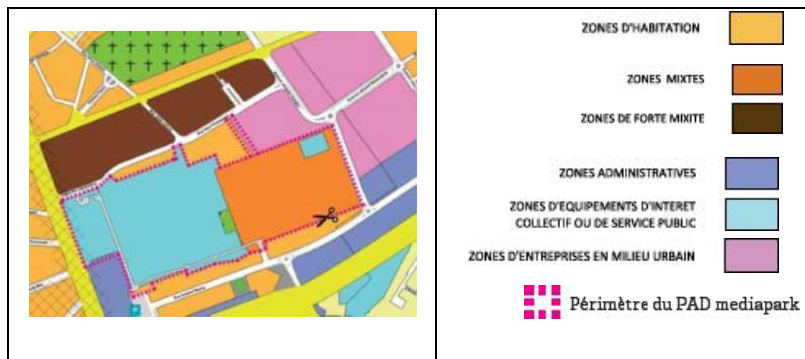 ZONES D'HABITATION
ZONES MIXTES
ZONES DE FORTE MIXITE
ZONES ADMINISTRATIVES
ZONES D'EQUIPEMENTS D'INTERET
COLLECTIF OU DE SERVICE PUBLIC
ZONES D'ENTREPRISES EN MILIEU URBAIN
Périmètre du PAD mediapark